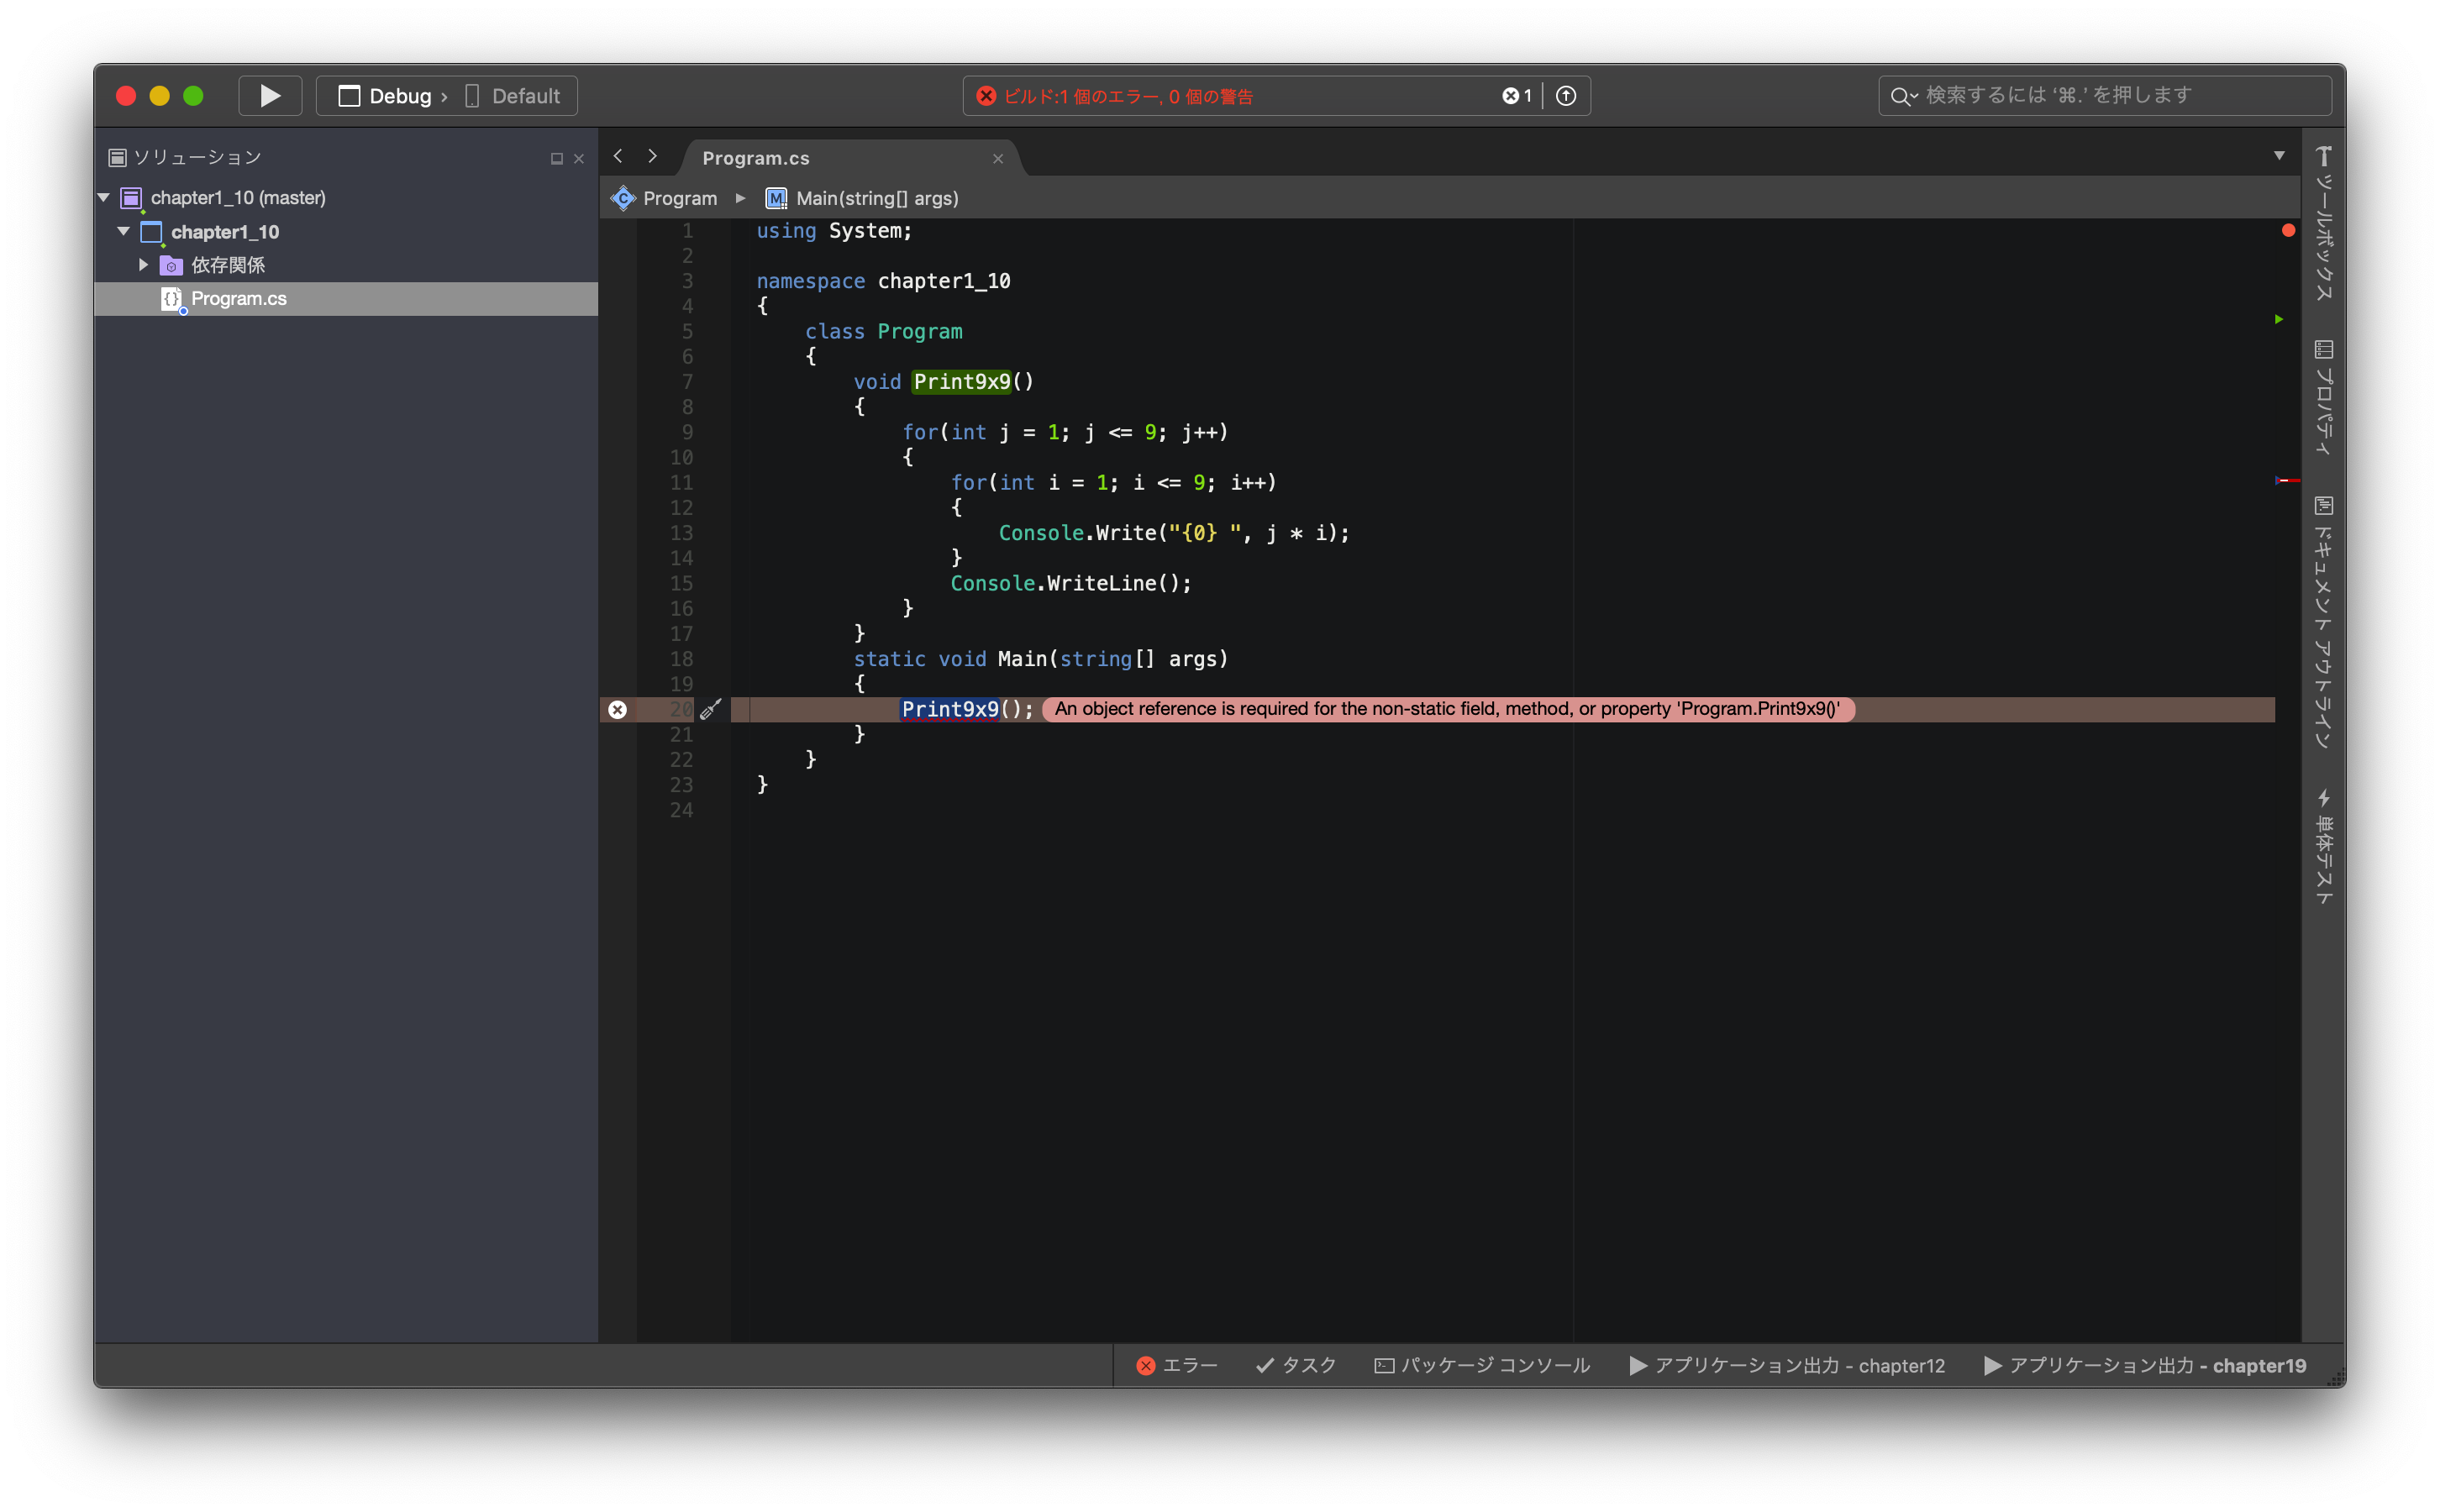 Debug › Default
ビルド:1 個のエラー, 0 個の警告
1
検索するには ‘⌘.’ を押します
ソリューション
chapter1_10 (master)
chapter1_10
依存関係
Program.cs
Program.cs
Program
Main(string[] args)
1 using System;
2
3 namespace chapter1_10
4 {
5 class Program
6 {
7 void Print9x9()
8 {
9 for(int j = 1; j <= 9; j++)
10 {
11 for(int i = 1; i <= 9; i++)
12 {
13 Console.Write("{0} ", j * i);
14 }
15 Console.WriteLine();
16 }
17 }
18 static void Main(string[] args)
19 {
20 Print9x9(); An object reference is required for the non-static field, method, or property 'Program.Print9x9()'
21 }
22 }
23 }
24
ツールボックス
プロパティ
ドキュメント アウトライン
単体テスト
エラー
タスク
パッケージ コンソール
アプリケーション出力 - chapter12
アプリケーション出力 - chapter19